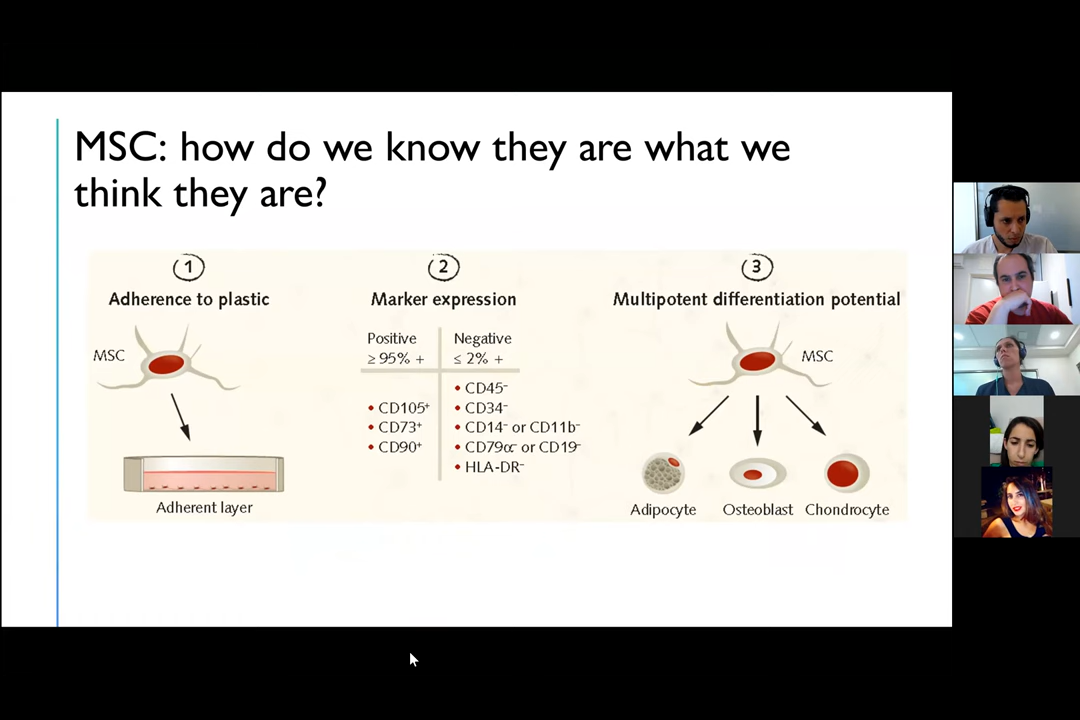 MSC: how do we know they are what we
think they are?
1
Adherence to plastic
MSC
Adherent layer
2
Marker expression
Positive
≥ 95% +
• CD105⁺
• CD73⁺
• CD90⁺
Negative
≤ 2% +
• CD45⁻
• CD34⁻
• CD14⁻ or CD11b⁻
• CD79α⁻ or CD19⁻
• HLA-DR⁻
3
Multipotent differentiation potential
MSC
Adipocyte
Osteoblast
Chondrocyte